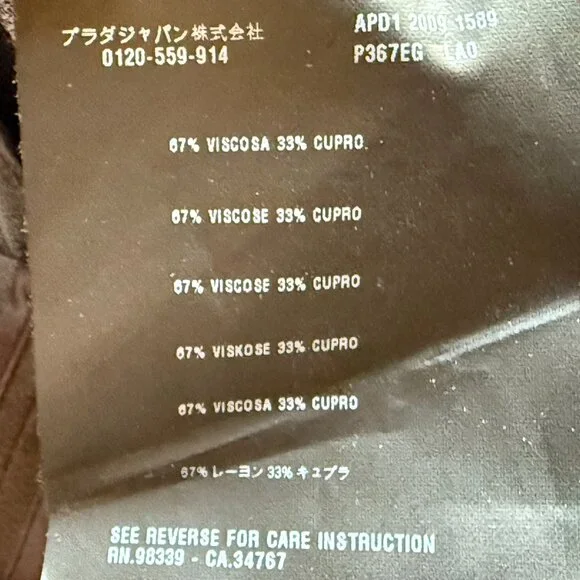 プラダジャパン株式会社
0120-559-914
APD1 2009 1589
P367EG LAO
67% VISCOSA 33% CUPRO.
67% VISCOSE 33% CUPRO
67% VISCOSE 33% CUPRO
67% VISKOSE 33% CUPRO
67% VISCOSA 33% CUPRO
67% レーヨン 33% キュプラ
SEE REVERSE FOR CARE INSTRUCTION
RN.98339 - CA.34767